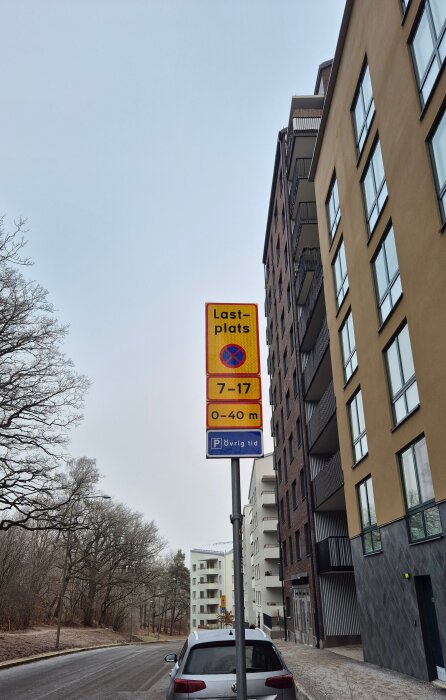 Last-
plats
7-17
0-40 m
P Övrig tid